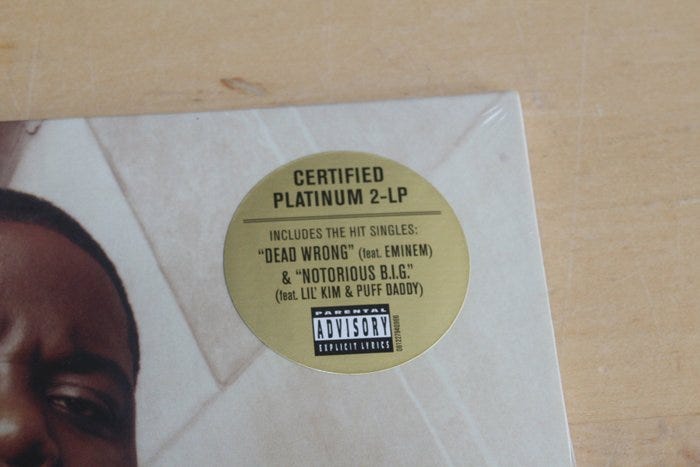 CERTIFIED
PLATINUM 2-LP
INCLUDES THE HIT SINGLES:
"DEAD WRONG" (feat. EMINEM)
& "NOTORIOUS B.I.G."
(feat. LIL' KIM & PUFF DADDY)
PARENTAL
ADVISORY
EXPLICIT LYRICS